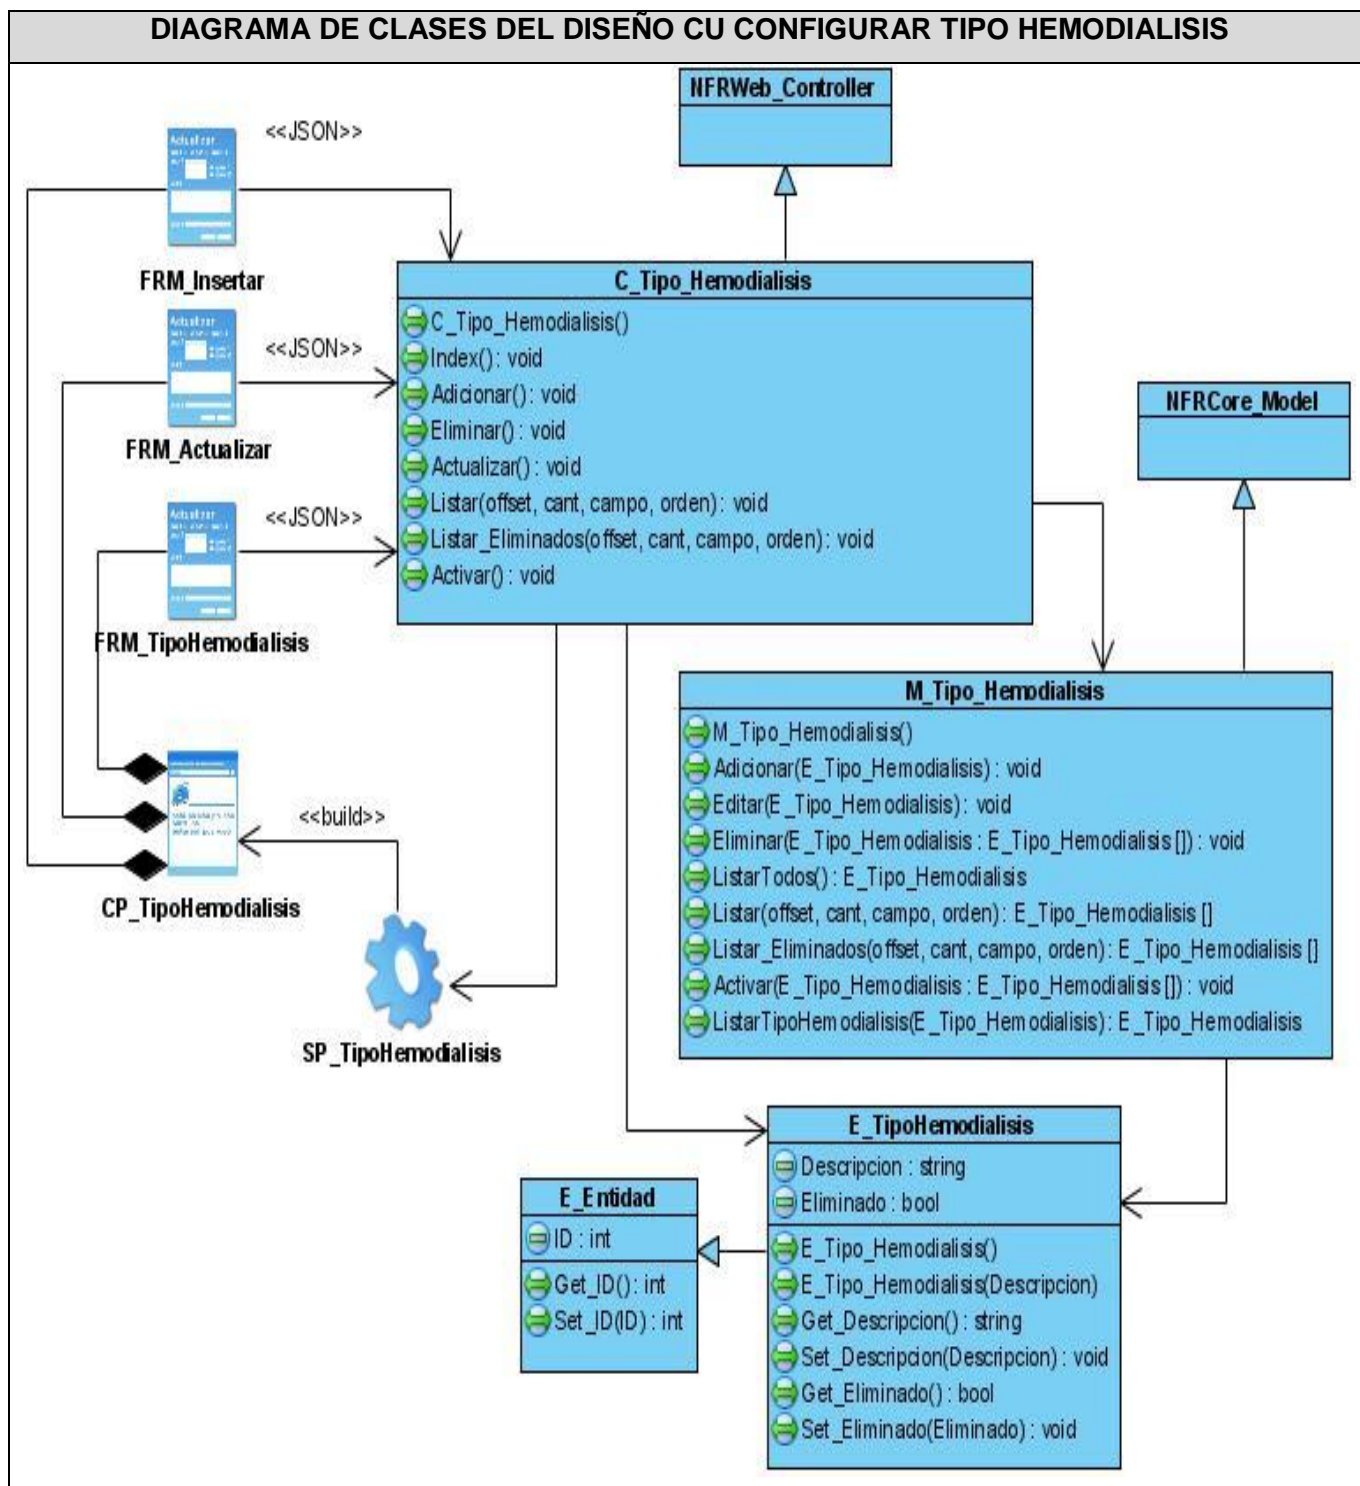 DIAGRAMA DE CLASES DEL DISEÑO CU CONFIGURAR TIPO HEMODIALISIS
NFRWeb_Controller
<<JSON>>
Actualizar
FRM_Insertar
C_Tipo_Hemodialisis
C_Tipo_Hemodialisis()
Index() : void
Adicionar() : void
Eliminar() : void
Actualizar() : void
Listar(offset, cant, campo, orden) : void
Listar_Eliminados(offset, cant, campo, orden) : void
Activar() : void
<<JSON>>
Actualizar
FRM_Actualizar
<<JSON>>
Actualizar
FRM_TipoHemodialisis
NFRCore_Model
M_Tipo_Hemodialisis
M_Tipo_Hemodialisis()
Adicionar(E_Tipo_Hemodialisis) : void
Editar(E_Tipo_Hemodialisis) : void
Eliminar(E_Tipo_Hemodialisis : E_Tipo_Hemodialisis []) : void
ListarTodos() : E_Tipo_Hemodialisis
Listar(offset, cant, campo, orden) : E_Tipo_Hemodialisis []
Listar_Eliminados(offset, cant, campo, orden) : E_Tipo_Hemodialisis []
Activar(E_Tipo_Hemodialisis : E_Tipo_Hemodialisis []) : void
ListarTipoHemodialisis(E_Tipo_Hemodialisis) : E_Tipo_Hemodialisis
<<build>>
CP_TipoHemodialisis
SP_TipoHemodialisis
E_TipoHemodialisis
Descripcion : string
Eliminado : bool
E_Tipo_Hemodialisis()
E_Tipo_Hemodialisis(Descripcion)
Get_Descripcion() : string
Set_Descripcion(Descripcion) : void
Get_Eliminado() : bool
Set_Eliminado(Eliminado) : void
E_Entidad
ID : int
Get_ID() : int
Set_ID(ID) : int